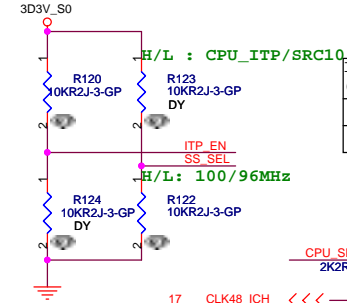 3D3V_S0
H/L : CPU_ITP/SRC10
1
1
R120
10KR2J-3-GP
R123
10KR2J-3-GP
DY
2
2
ITP_EN
SS_SEL
H/L: 100/96MHz
1
1
R124
10KR2J-3-GP
DY
R122
10KR2J-3-GP
2
2
2K2R
17 CLK48_ICH